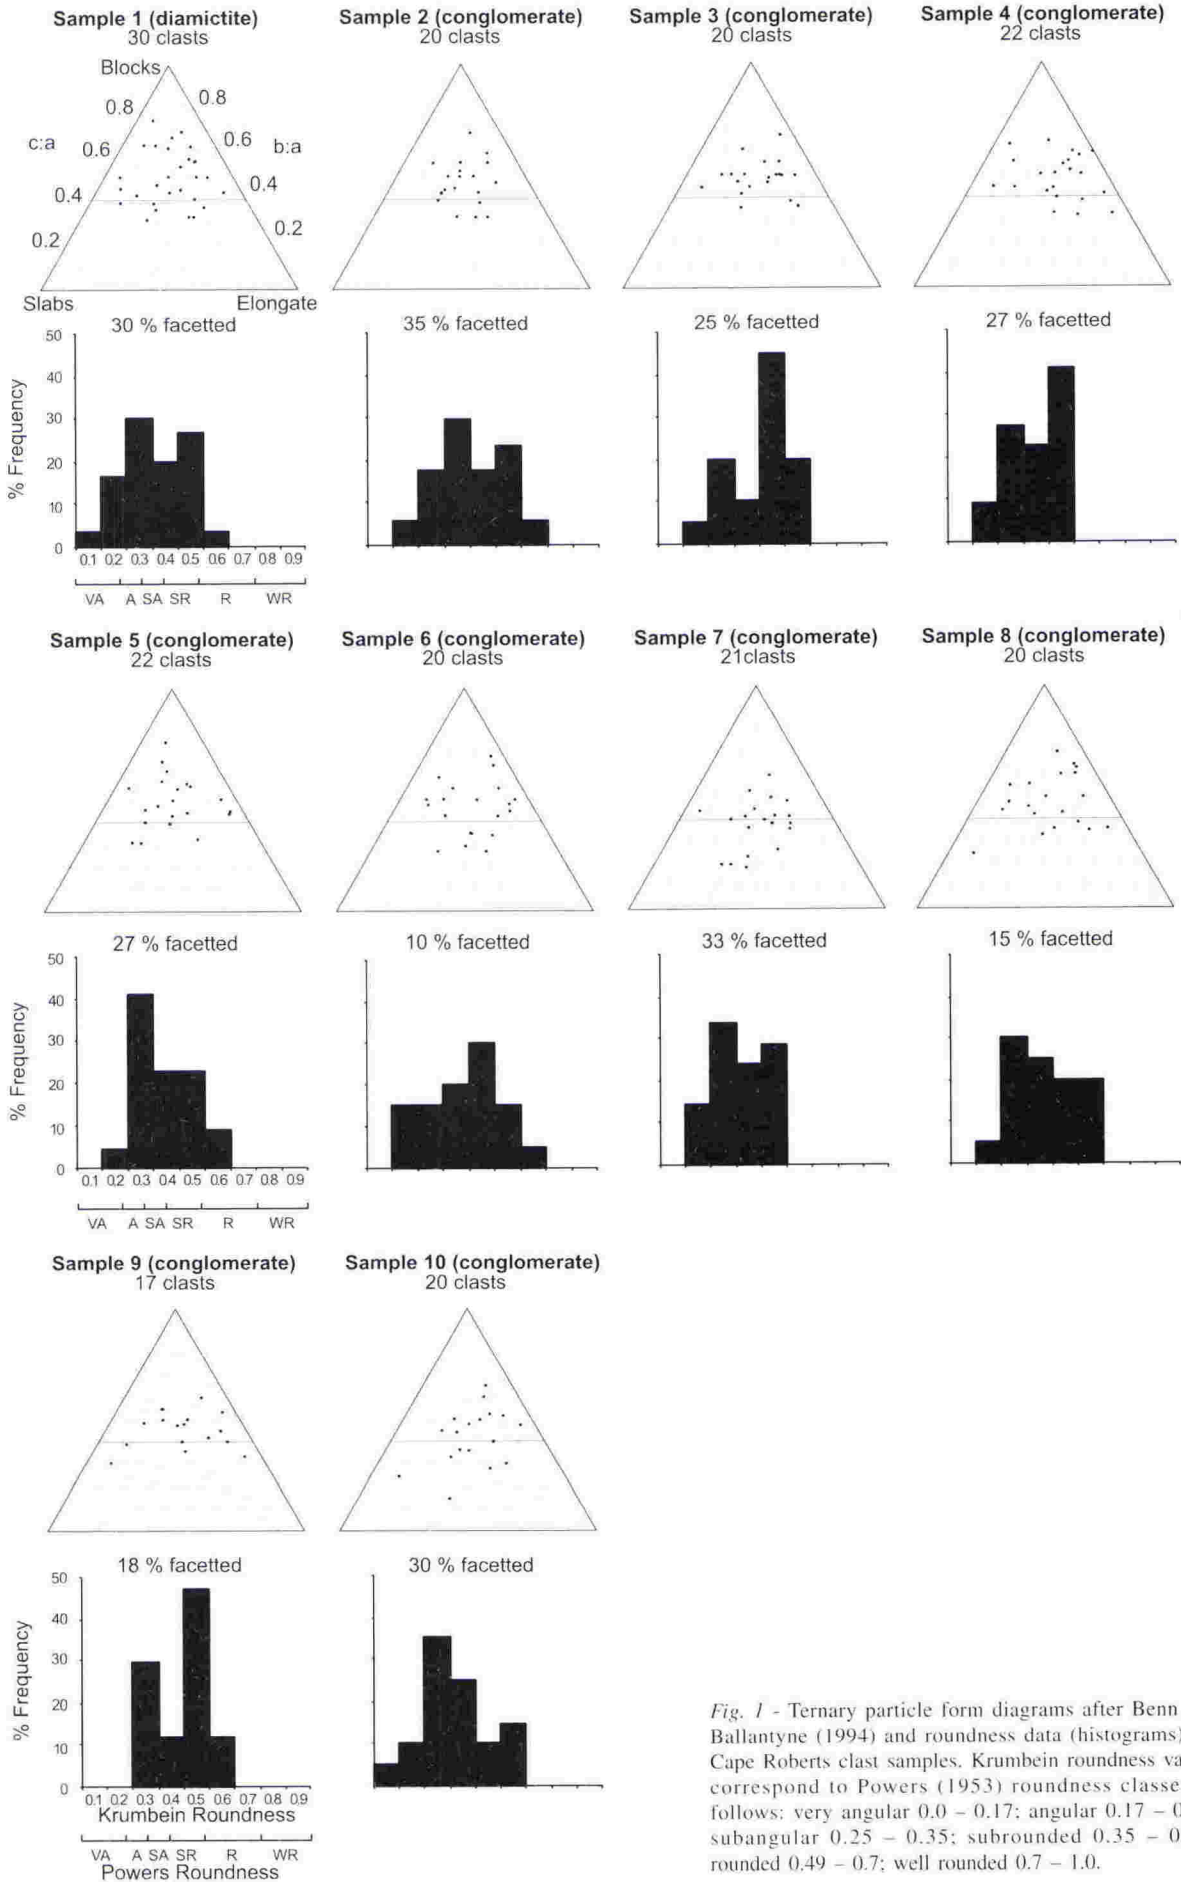 Sample 1 (diamictite)
30 clasts
Blocks
0.8
0.8
c:a
0.6
0.6
b:a
0.4
0.4
0.2
0.2
Slabs
Elongate
Sample 2 (conglomerate)
20 clasts
Sample 3 (conglomerate)
20 clasts
Sample 4 (conglomerate)
22 clasts
30 % facetted
% Frequency
50
40
30
20
10
0
0.1 0.2 0.3 0.4 0.5 0.6 0.7 0.8 0.9
VA A SA SR R WR
35 % facetted
25 % facetted
27 % facetted
Sample 5 (conglomerate)
22 clasts
Sample 6 (conglomerate)
20 clasts
Sample 7 (conglomerate)
21clasts
Sample 8 (conglomerate)
20 clasts
27 % facetted
% Frequency
50
40
30
20
10
0
0.1 0.2 0.3 0.4 0.5 0.6 0.7 0.8 0.9
VA A SA SR R WR
10 % facetted
33 % facetted
15 % facetted
Sample 9 (conglomerate)
17 clasts
Sample 10 (conglomerate)
20 clasts
18 % facetted
% Frequency
50
40
30
20
10
0
0.1 0.2 0.3 0.4 0.5 0.6 0.7 0.8 0.9
Krumbein Roundness
VA A SA SR R WR
Powers Roundness
30 % facetted
Fig. 1 - Ternary particle form diagrams after Benn
Ballantyne (1994) and roundness data (histograms)
Cape Roberts clast samples. Krumbein roundness va
correspond to Powers (1953) roundness classe
follows: very angular 0.0 – 0.17; angular 0.17 – 0
subangular 0.25 – 0.35; subrounded 0.35 – 0
rounded 0.49 – 0.7; well rounded 0.7 – 1.0.